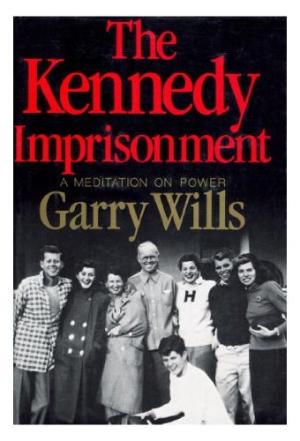 The
Kennedy
Imprisonment
A MEDITATION ON POWER
Garry Wills
H